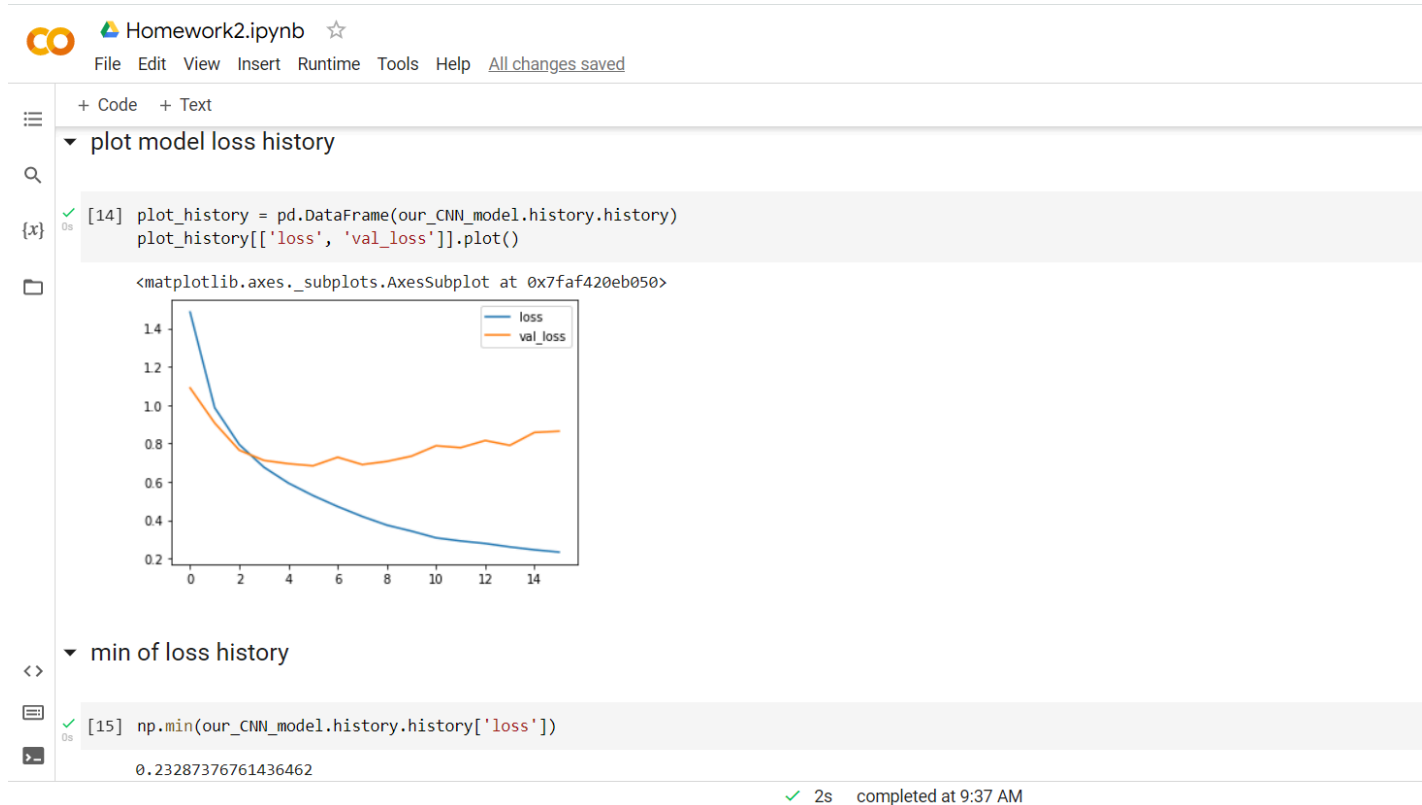 Homework2.ipynb
File Edit View Insert Runtime Tools Help All changes saved
+ Code + Text
plot model loss history
{x}
0s
[14] plot_history = pd.DataFrame(our_CNN_model.history.history)
plot_history[['loss', 'val_loss']].plot()
<matplotlib.axes._subplots.AxesSubplot at 0x7faf420eb050>
loss
val_loss
1.4
1.2
1.0
0.8
0.6
0.4
0.2
0 2 4 6 8 10 12 14
min of loss history
0s
[15] np.min(our_CNN_model.history.history['loss'])
0.23287376761436462
2s completed at 9:37 AM